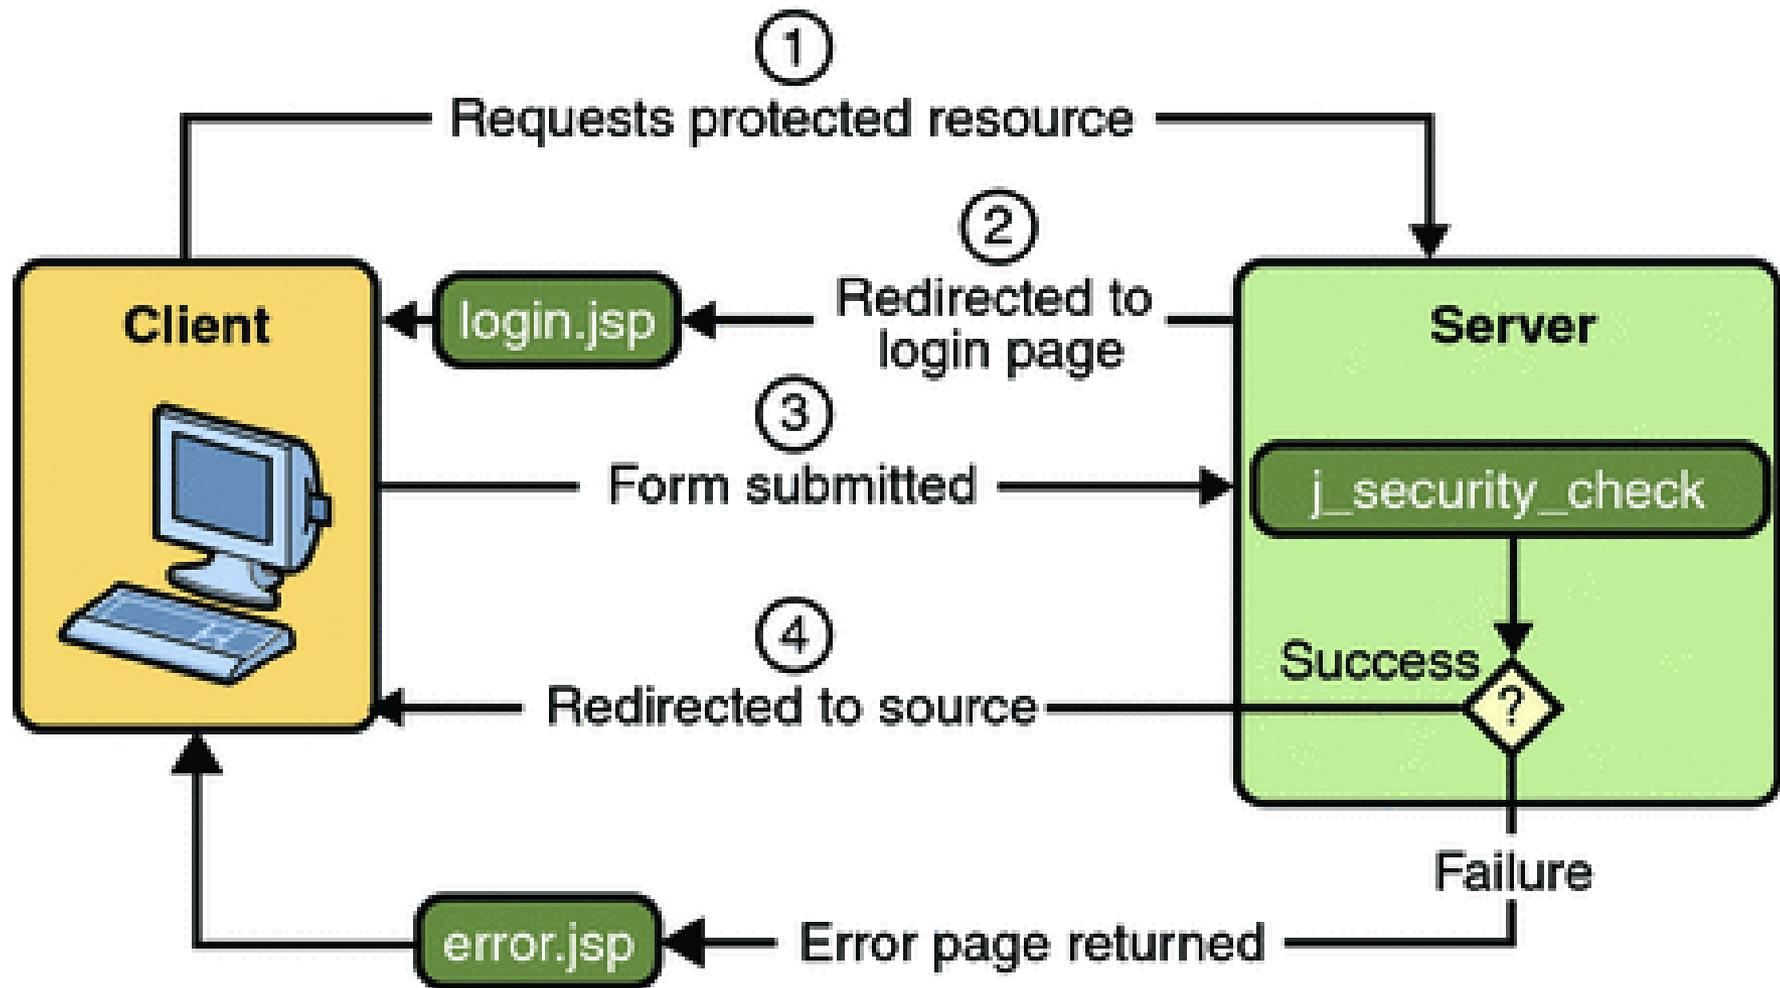 1
Requests protected resource
2
Redirected to
login page
login.jsp
Client
Server
3
Form submitted
j_security_check
4
Redirected to source
Success
?
Failure
Error page returned
error.jsp